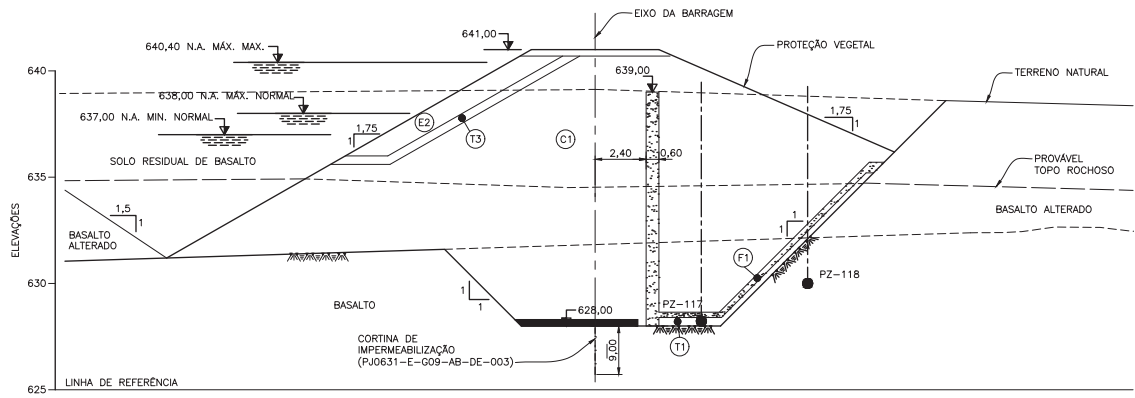 EIXO DA BARRAGEM
640,40 N.A. MÁX. MAX.
641,00
PROTEÇÃO VEGETAL
640
639,00
TERRENO NATURAL
638,00 N.A. MÁX. NORMAL
637,00 N.A. MIN. NORMAL
1,75
1
E2
T3
C1
1,75
1
SOLO RESIDUAL DE BASALTO
2,40
0,60
PROVÁVEL
TOPO ROCHOSO
635
ELEVAÇÕES
1,5
1
BASALTO
ALTERADO
BASALTO ALTERADO
1
1
F1
PZ-118
630
BASALTO
1
1
628,00
PZ-117
T1
CORTINA DE
IMPERMEABILIZAÇÃO
(PJ0631-E-G09-AB-DE-003)
9,00
LINHA DE REFERÊNCIA
625